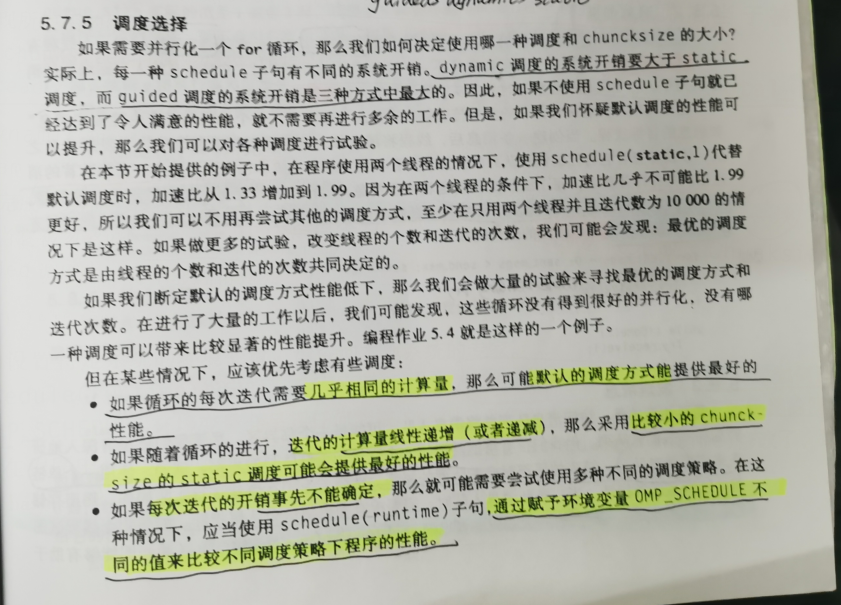 guided dynamic static
5.7.5 调度选择
如果需要并行化一个 for 循环，那么我们如何决定使用哪一种调度和 chuncksize 的大小？
实际上，每一种 schedule 子句有不同的系统开销。dynamic 调度的系统开销要大于 static
调度，而 guided 调度的系统开销是三种方式中最大的。因此，如果不使用 schedule 子句就已
经达到了令人满意的性能，就不需要再进行多余的工作。但是，如果我们怀疑默认调度的性能可
以提升，那么我们可以对各种调度进行试验。
在本节开始提供的例子中，在程序使用两个线程的情况下，使用 schedule(static,1)代替
默认调度时，加速比从 1.33 增加到 1.99。因为在两个线程的条件下，加速比几乎不可能比 1.99
更好，所以我们可以不用再尝试其他的调度方式，至少在只用两个线程并且迭代数为 10 000 的情
况下是这样。如果做更多的试验，改变线程的个数和迭代的次数，我们可能会发现：最优的调度
方式是由线程的个数和迭代的次数共同决定的。
如果我们断定默认的调度方式性能低下，那么我们会做大量的试验来寻找最优的调度方式和
迭代次数。在进行了大量的工作以后，我们可能发现，这些循环没有得到很好的并行化，没有哪
一种调度可以带来比较显著的性能提升。编程作业 5.4 就是这样的一个例子。
但在某些情况下，应该优先考虑有些调度：
• 如果循环的每次迭代需要几乎相同的计算量，那么可能默认的调度方式能提供最好的
性能。
• 如果随着循环的进行，迭代的计算量线性递增（或者递减），那么采用比较小的 chunck-
size 的 static 调度可能会提供最好的性能。
• 如果每次迭代的开销事先不能确定，那么就可能需要尝试使用多种不同的调度策略。在这
种情况下，应当使用 schedule(runtime)子句，通过赋予环境变量 OMP_SCHEDULE 不
同的值来比较不同调度策略下程序的性能。